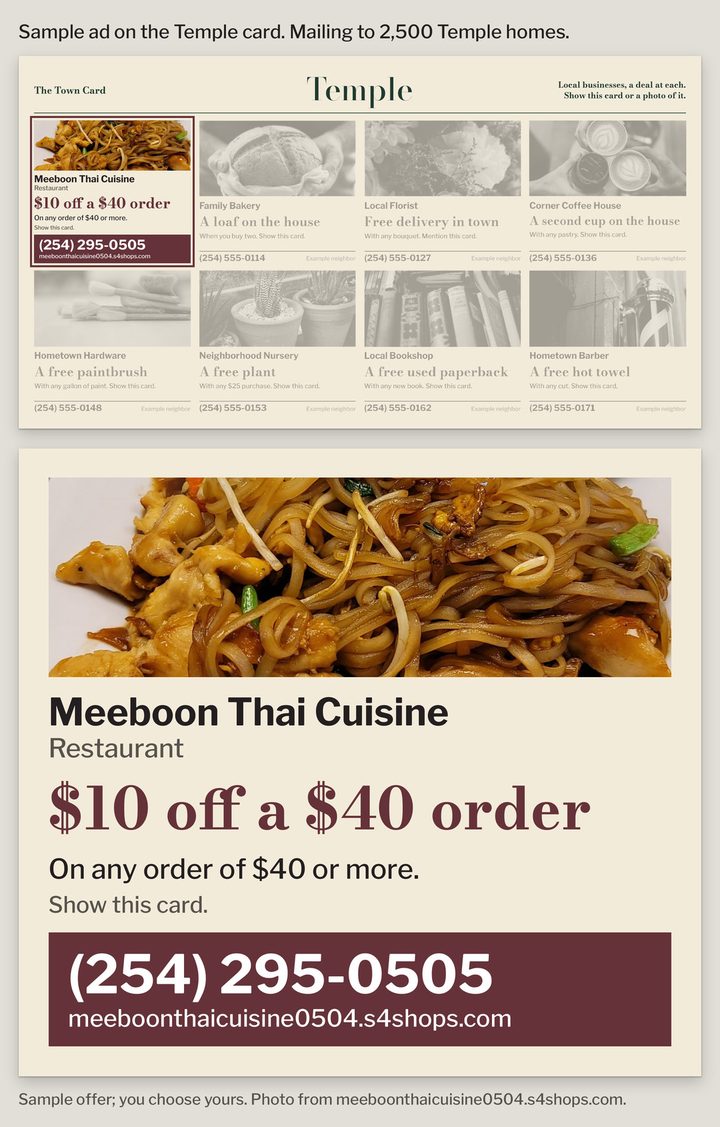 Sample ad on the Temple card. Mailing to 2,500 Temple homes.
The Town Card
Temple
Local businesses, a deal at each.
Show this card or a photo of it.
Meeboon Thai Cuisine
Restaurant
$10 off a $40 order
On any order of $40 or more.
Show this card.
(254) 295-0505
meeboonthaicuisine0504.s4shops.com
Family Bakery
A loaf on the house
When you buy two. Show this card.
(254) 555-0114
Example neighbor
Local Florist
Free delivery in town
With any bouquet. Mention this card.
(254) 555-0127
Example neighbor
Corner Coffee House
A second cup on the house
With any pastry. Show this card.
(254) 555-0136
Example neighbor
Hometown Hardware
A free paintbrush
With any gallon of paint. Show this card.
(254) 555-0148
Example neighbor
Neighborhood Nursery
A free plant
With any $25 purchase. Show this card.
(254) 555-0153
Example neighbor
Local Bookshop
A free used paperback
With any new book. Show this card.
(254) 555-0162
Example neighbor
Hometown Barber
A free hot towel
With any cut. Show this card.
(254) 555-0171
Example neighbor
Meeboon Thai Cuisine
Restaurant
$10 off a $40 order
On any order of $40 or more.
Show this card.
(254) 295-0505
meeboonthaicuisine0504.s4shops.com
Sample offer; you choose yours. Photo from meeboonthaicuisine0504.s4shops.com.